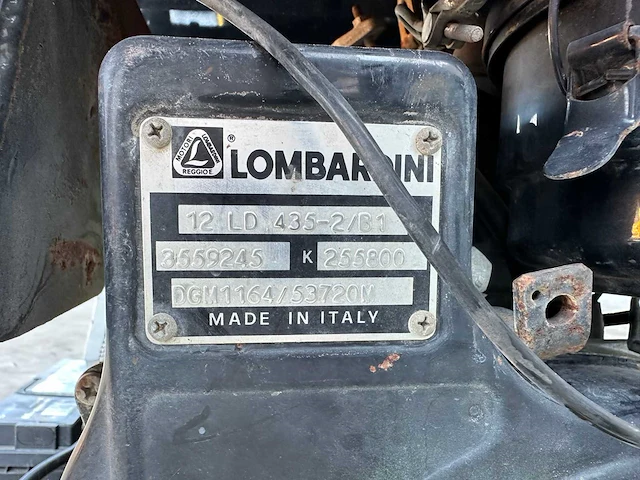 MOTORI LOMBARDINI REGGIO E. ® LOMBARDINI
12 LD 435-2/B1
3559245 K 255800
DGM1164/53720M
MADE IN ITALY